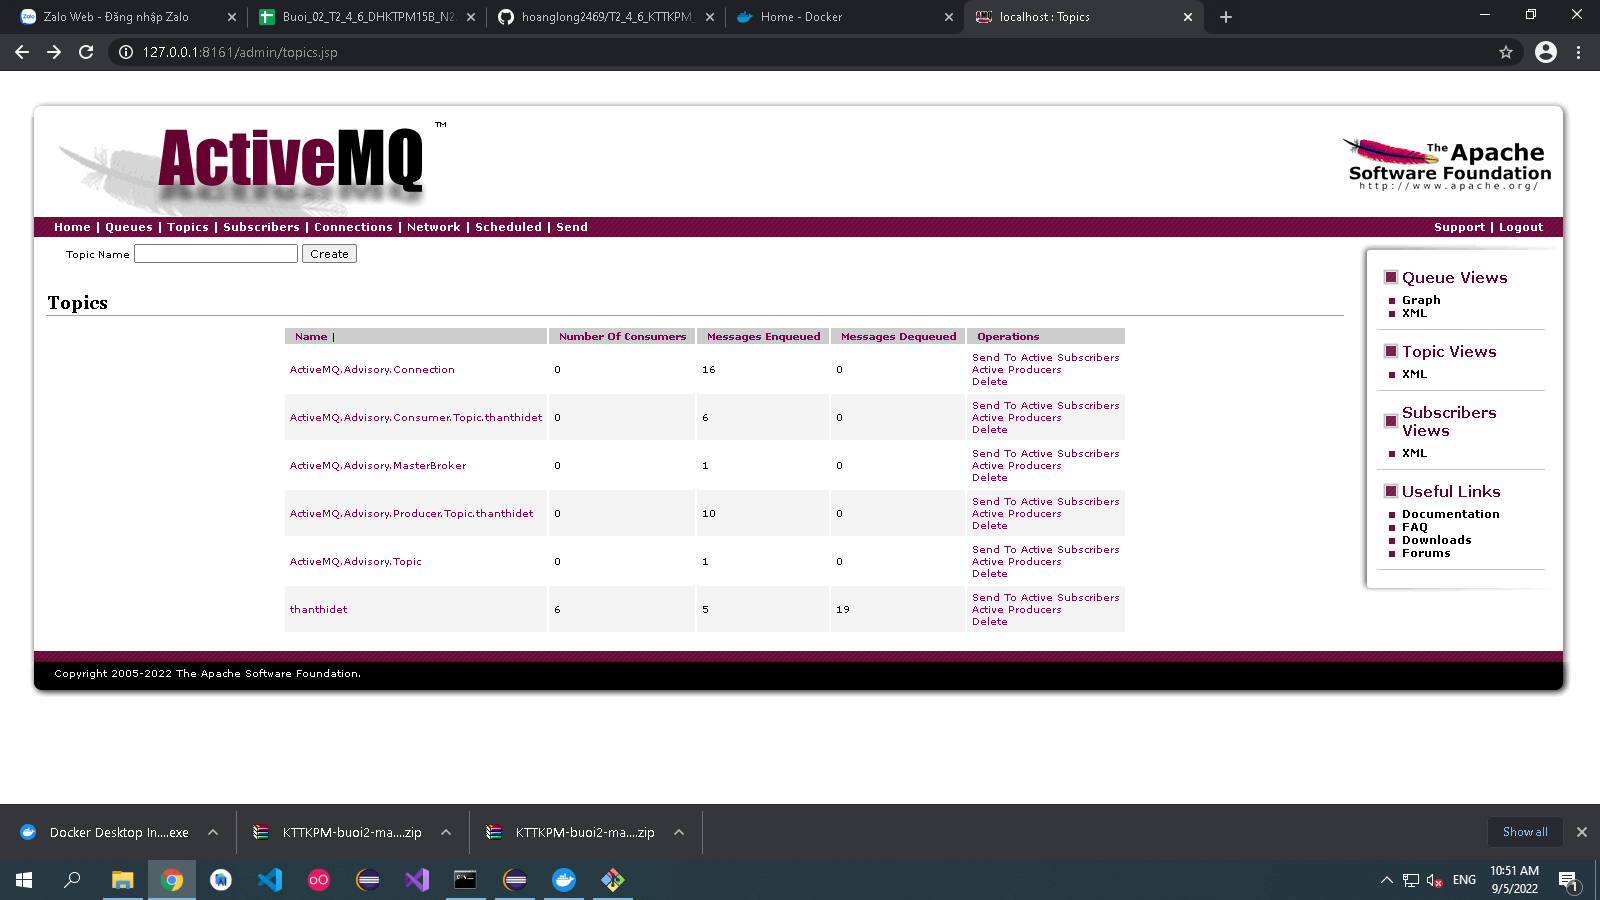 Zalo Web - Đăng nhập Zalo
Buoi_02_T2_4_6_DHKTPM15B_N2
hoanglong2469/T2_4_6_KTTKPM_
Home - Docker
localhost : Topics
127.0.0.1:8161/admin/topics.jsp
ActiveMQ ™
The Apache
Software Foundation
http://www.apache.org/
Home | Queues | Topics | Subscribers | Connections | Network | Scheduled | Send
Support | Logout
Topic Name
Create
Topics
Name | Number Of Consumers Messages Enqueued Messages Dequeued Operations
ActiveMQ.Advisory.Connection 0 16 0
Send To Active Subscribers
Active Producers
Delete
ActiveMQ.Advisory.Consumer.Topic.thanthidet 0 6 0
Send To Active Subscribers
Active Producers
Delete
ActiveMQ.Advisory.MasterBroker 0 1 0
Send To Active Subscribers
Active Producers
Delete
ActiveMQ.Advisory.Producer.Topic.thanthidet 0 10 0
Send To Active Subscribers
Active Producers
Delete
ActiveMQ.Advisory.Topic 0 1 0
Send To Active Subscribers
Active Producers
Delete
thanthidet 6 5 19
Send To Active Subscribers
Active Producers
Delete
Queue Views
Graph
XML
Topic Views
XML
Subscribers
Views
XML
Useful Links
Documentation
FAQ
Downloads
Forums
Copyright 2005-2022 The Apache Software Foundation.
Docker Desktop In....exe
KTTKPM-buoi2-ma....zip
KTTKPM-buoi2-ma....zip
Show all
ENG
10:51 AM
9/5/2022
1